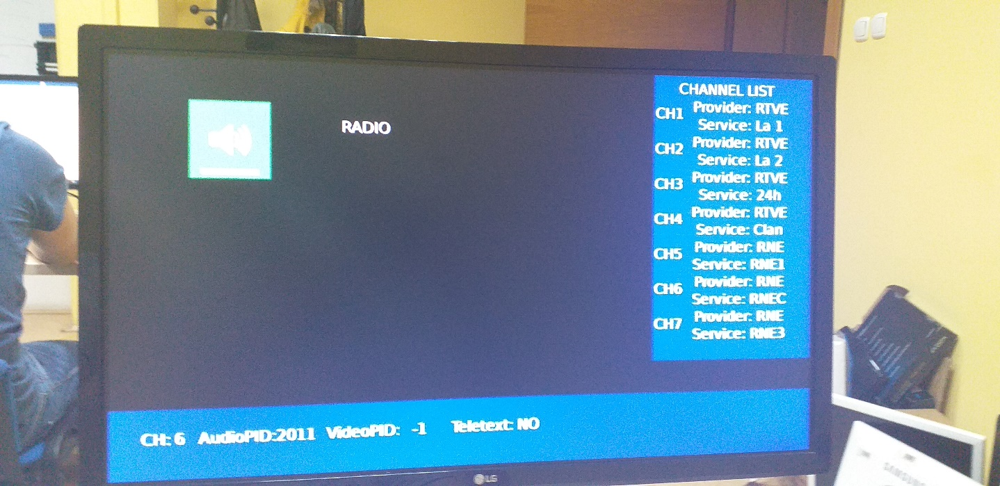 CHANNEL LIST
CH1 Provider: RTVE
Service: La 1
CH2 Provider: RTVE
Service: La 2
CH3 Provider: RTVE
Service: 24h
CH4 Provider: RTVE
Service: Clan
CH5 Provider: RNE
Service: RNE1
CH6 Provider: RNE
Service: RNEC
CH7 Provider: RNE
Service: RNE3
RADIO
CH: 6 AudioPID:2011 VideoPID: -1 Teletext: NO
LG